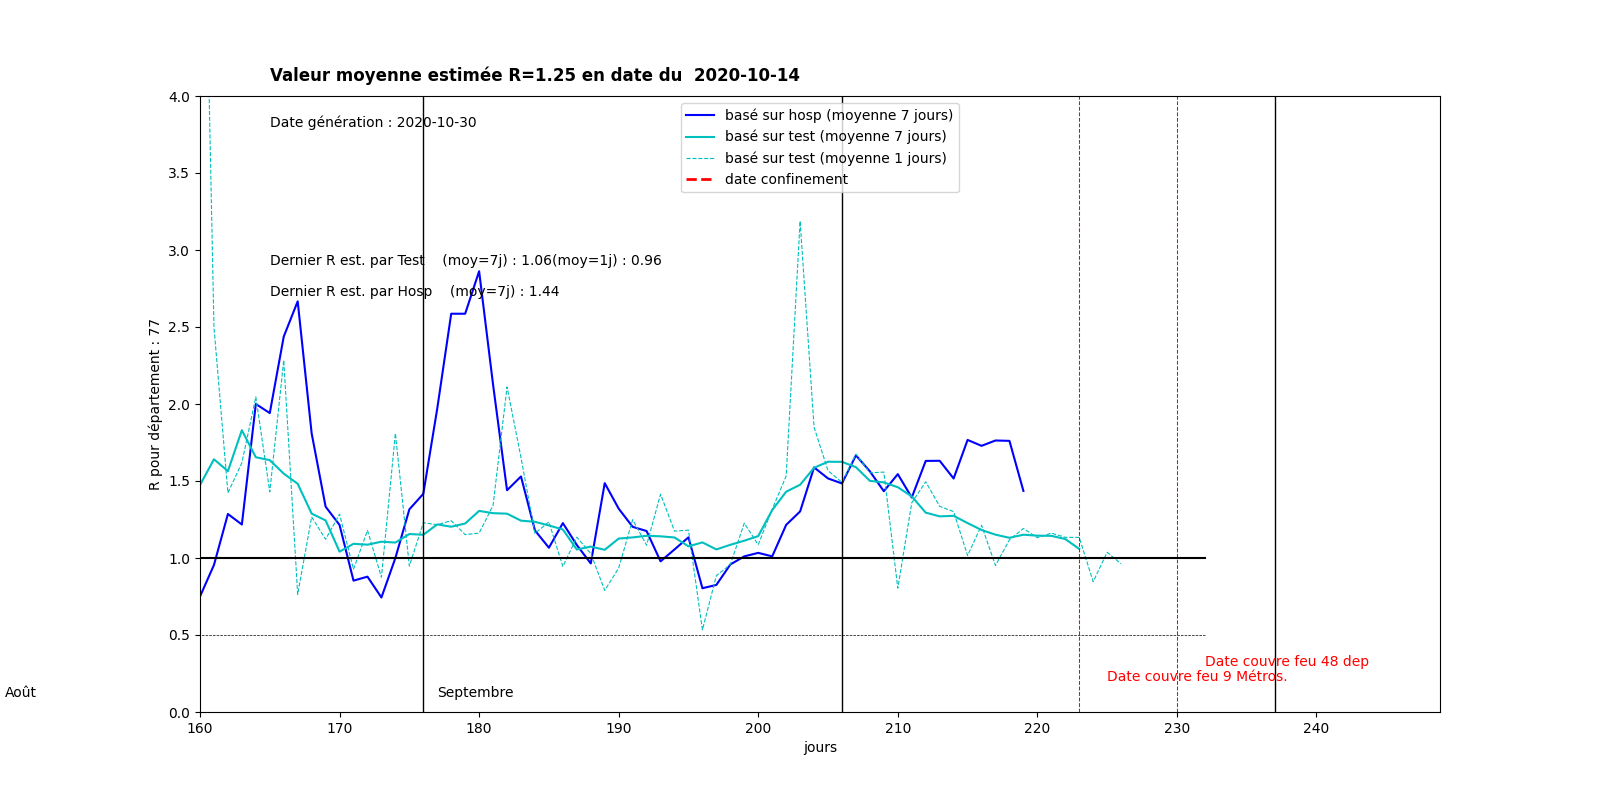 Valeur moyenne estimée R=1.25 en date du  2020-10-14
4.0
Date génération : 2020-10-30
basé sur hosp (moyenne 7 jours)
basé sur test (moyenne 7 jours)
basé sur test (moyenne 1 jours)
date confinement
3.5
3.0
Dernier R est. par Test    (moy=7j) : 1.06(moy=1j) : 0.96
Dernier R est. par Hosp    (moy=7j) : 1.44
2.5
R pour département : 77
2.0
1.5
1.0
0.5
Date couvre feu 48 dep
Date couvre feu 9 Métros.
Août
Septembre
0.0
160 170 180 190 200 210 220 230 240
jours